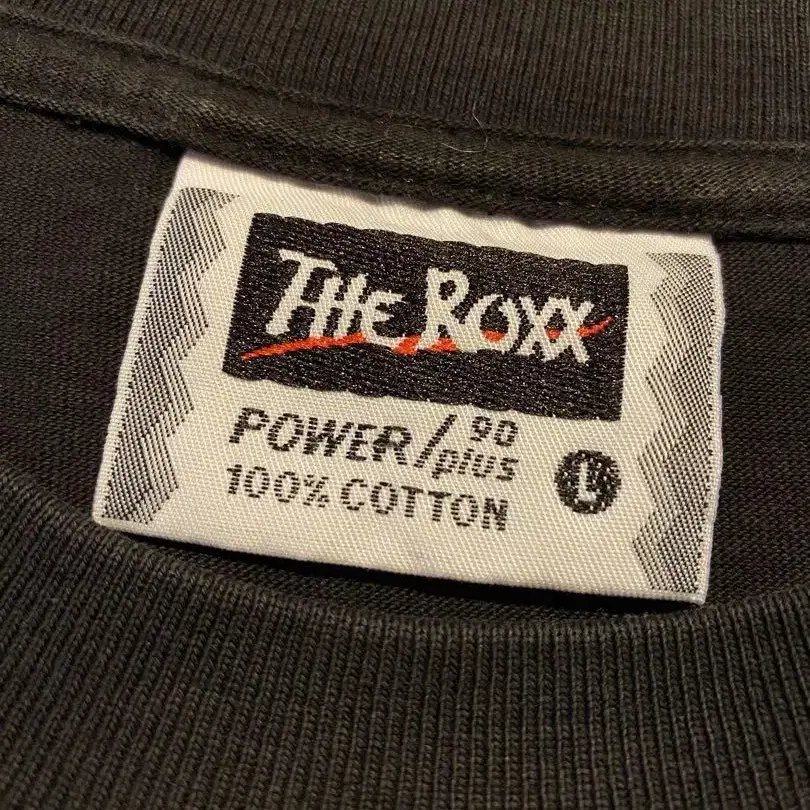 THE ROXX
POWER/90 plus
100% COTTON
L